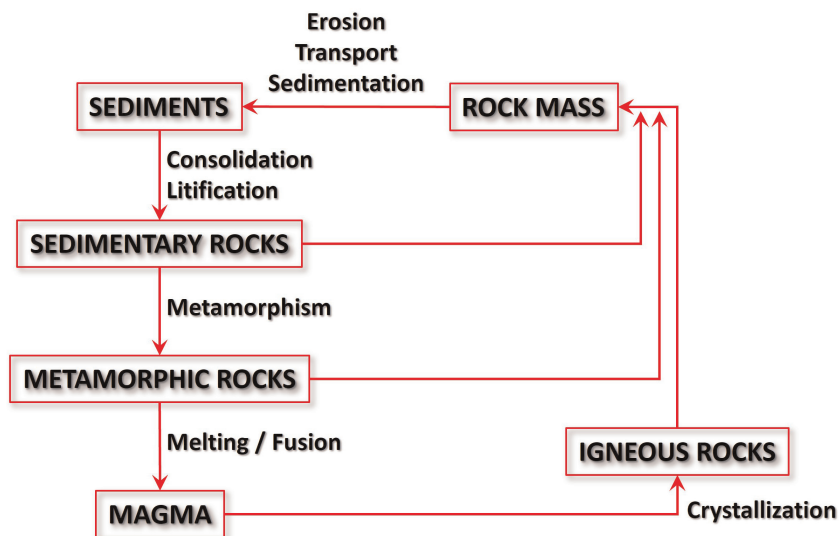 Erosion
Transport
Sedimentation
SEDIMENTS
ROCK MASS
Consolidation
Litification
SEDIMENTARY ROCKS
Metamorphism
METAMORPHIC ROCKS
Melting / Fusion
IGNEOUS ROCKS
MAGMA
Crystallization